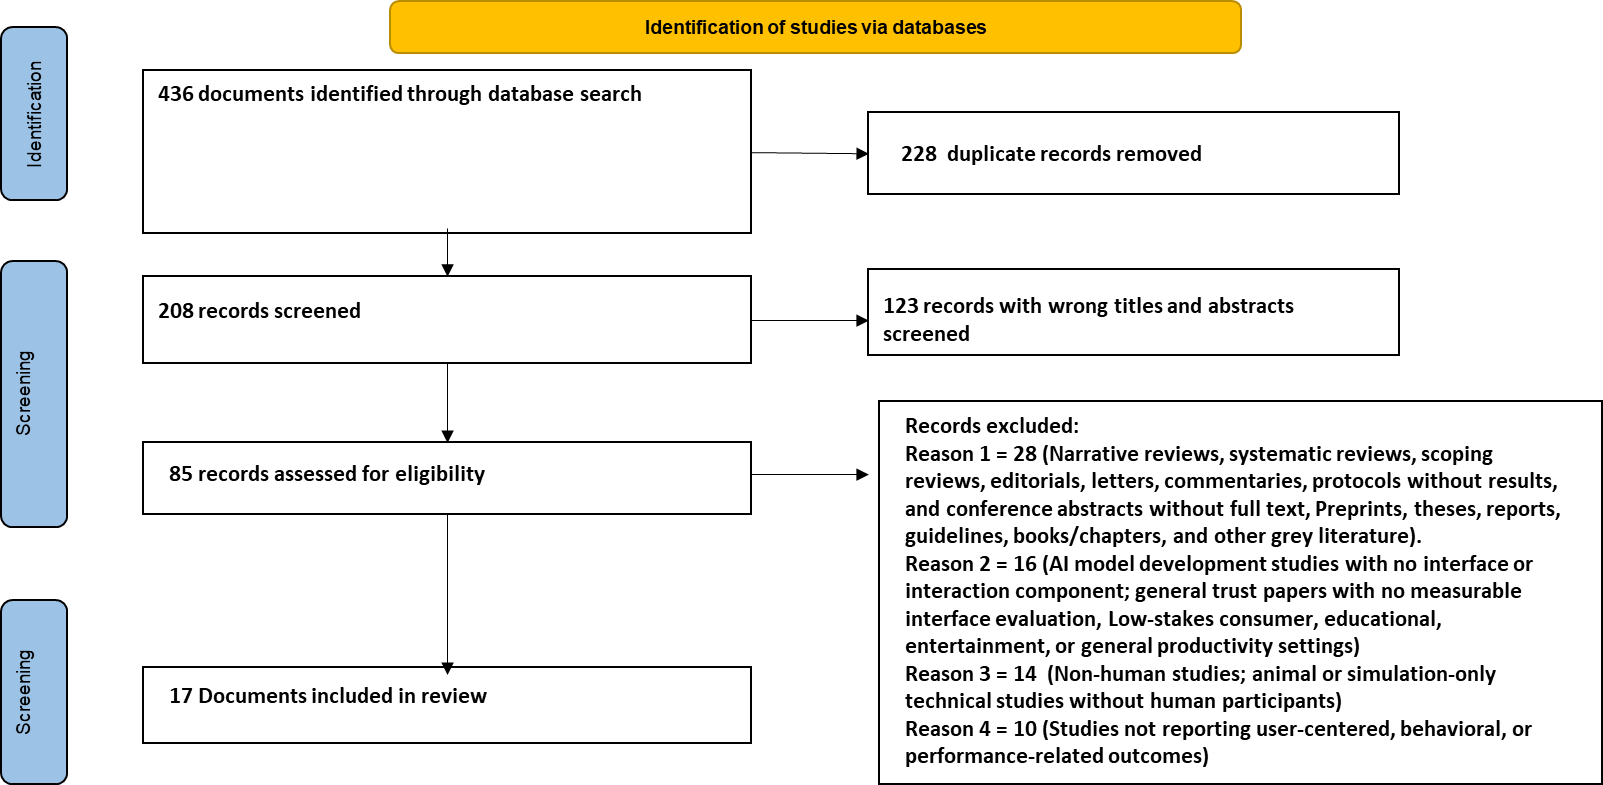 Identification of studies via databases
Identification
436 documents identified through database search
228 duplicate records removed
Screening
208 records screened
123 records with wrong titles and abstracts
screened
85 records assessed for eligibility
Records excluded:
Reason 1 = 28 (Narrative reviews, systematic reviews, scoping
reviews, editorials, letters, commentaries, protocols without results,
and conference abstracts without full text, Preprints, theses, reports,
guidelines, books/chapters, and other grey literature).
Reason 2 = 16 (AI model development studies with no interface or
interaction component; general trust papers with no measurable
interface evaluation, Low-stakes consumer, educational,
entertainment, or general productivity settings)
Reason 3 = 14 (Non-human studies; animal or simulation-only
technical studies without human participants)
Reason 4 = 10 (Studies not reporting user-centered, behavioral, or
performance-related outcomes)
Screening
17 Documents included in review